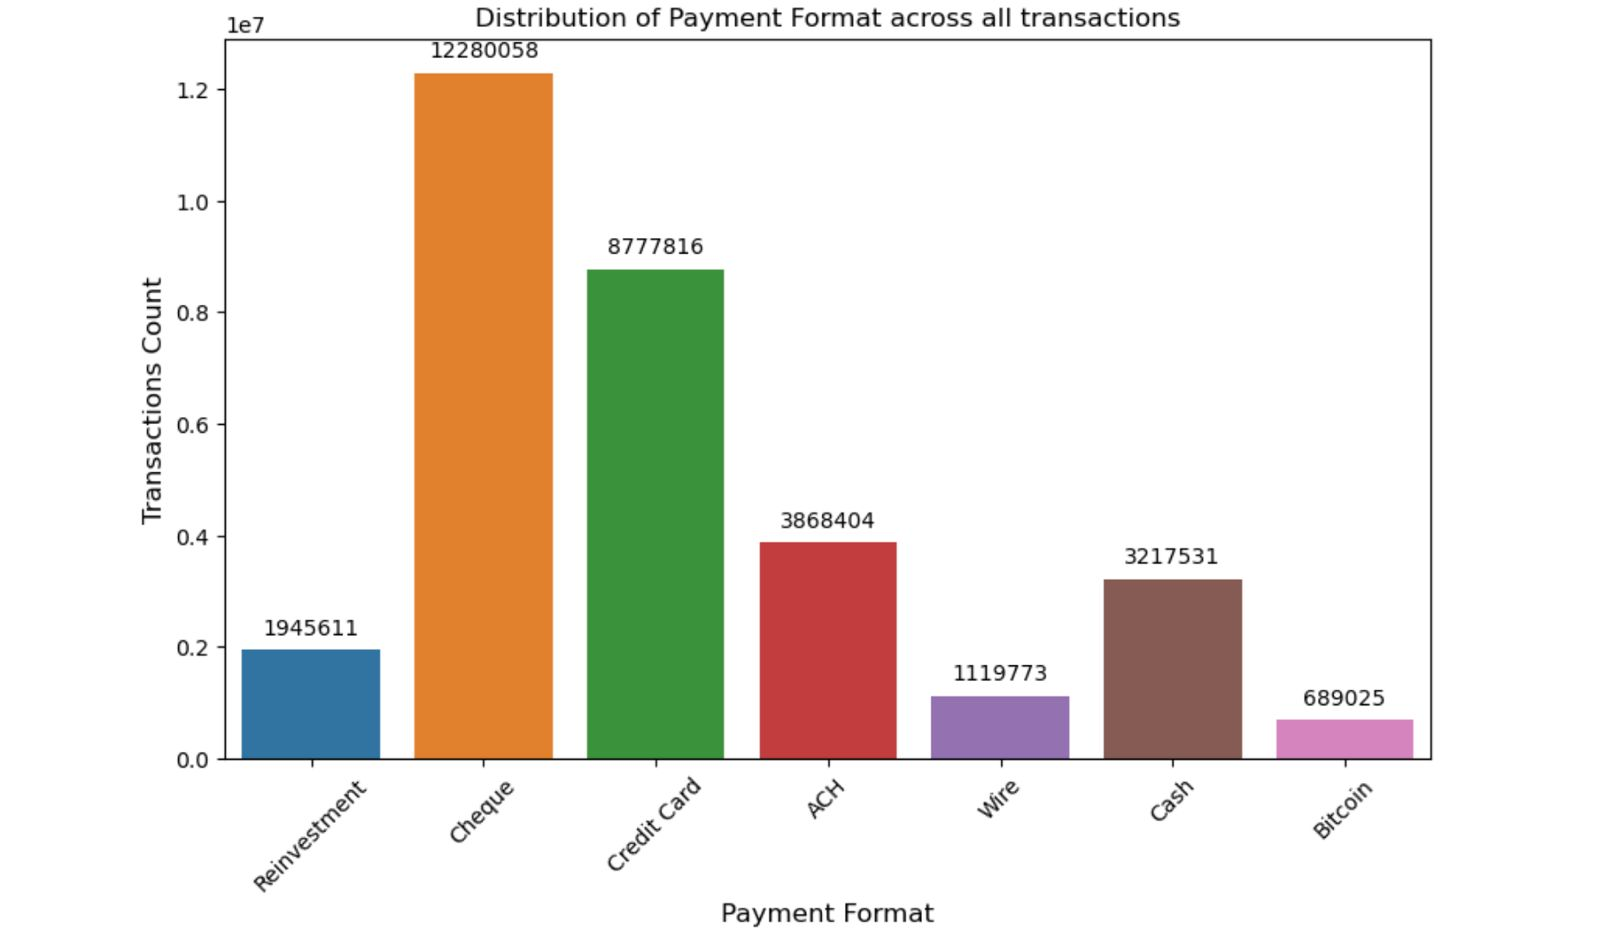 Distribution of Payment Format across all transactions
1e7
12280058
1.2
1.0
8777816
0.8
Transactions Count
0.6
3868404
0.4
3217531
1945611
0.2
1119773
689025
0.0
Reinvestment
Cheque
Credit Card
ACH
Wire
Cash
Bitcoin
Payment Format